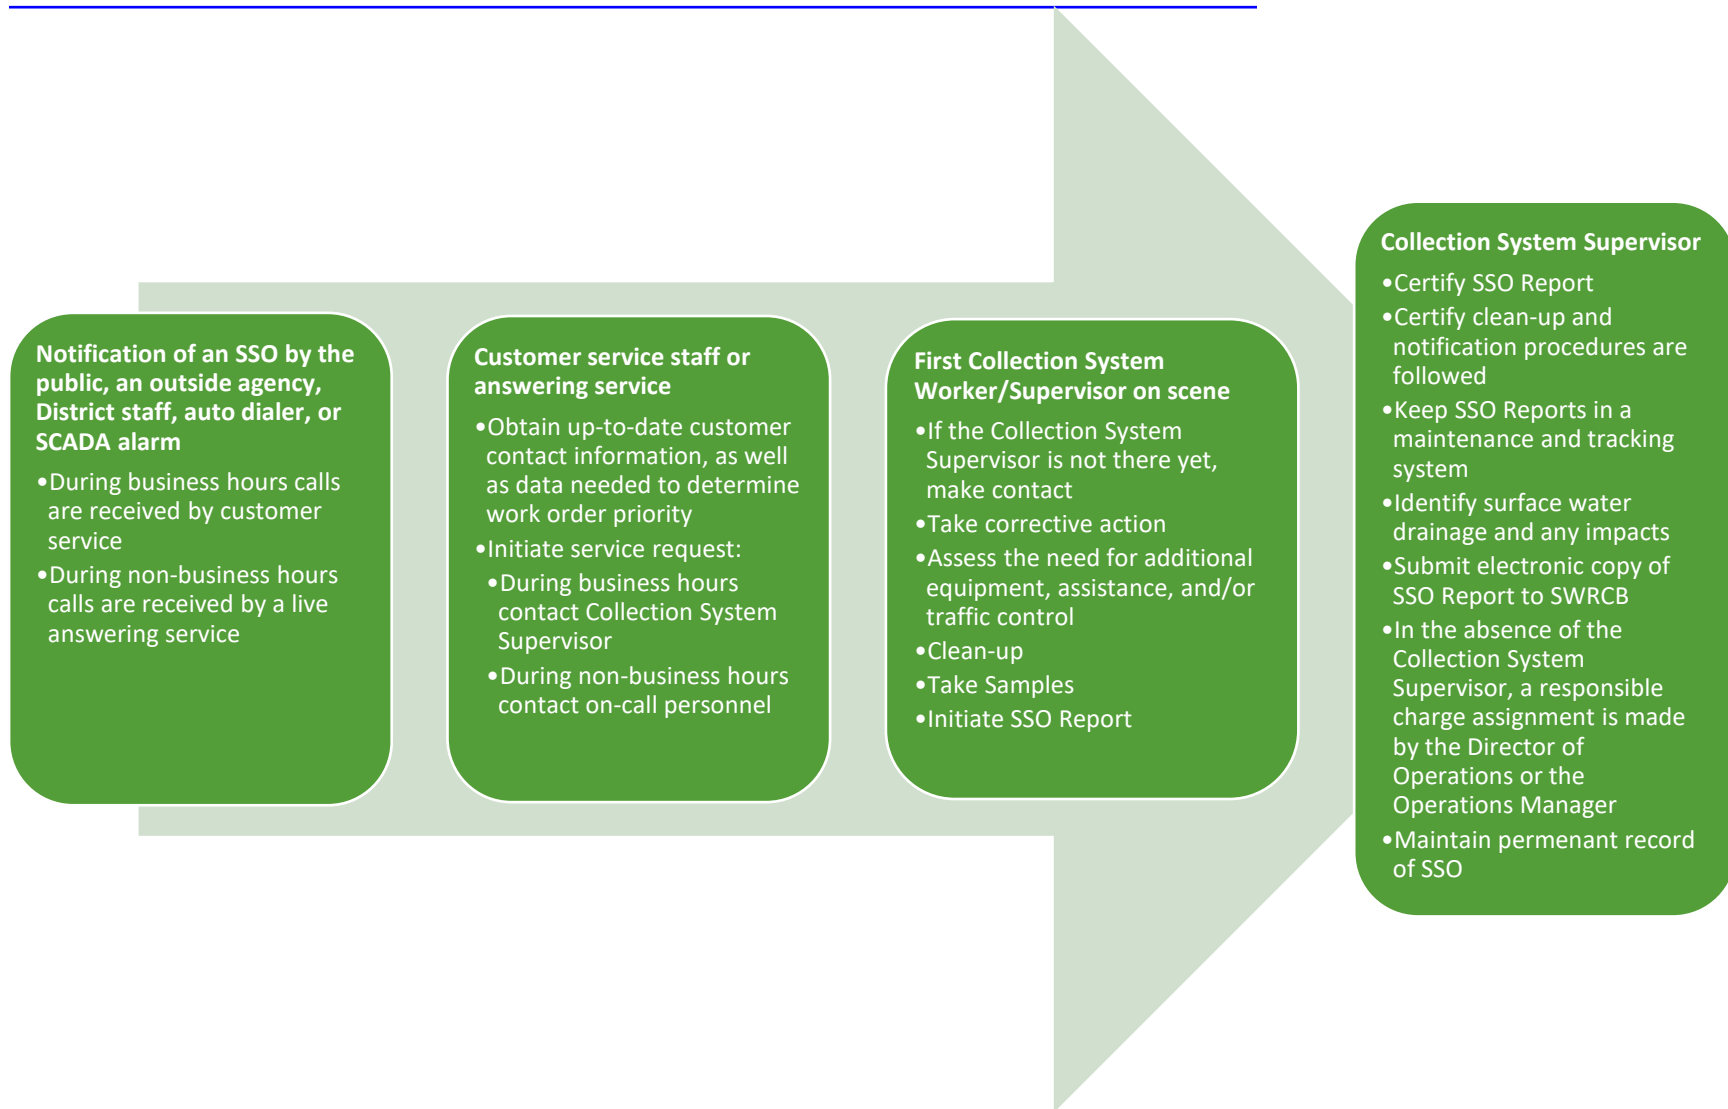 Notification of an SSO by the
public, an outside agency,
District staff, auto dialer, or
SCADA alarm
•During business hours calls
are received by customer
service
•During non-business hours
calls are received by a live
answering service
Customer service staff or
answering service
•Obtain up-to-date customer
contact information, as well
as data needed to determine
work order priority
•Initiate service request:
•During business hours
contact Collection System
Supervisor
•During non-business hours
contact on-call personnel
First Collection System
Worker/Supervisor on scene
•If the Collection System
Supervisor is not there yet,
make contact
•Take corrective action
•Assess the need for additional
equipment, assistance, and/or
traffic control
•Clean-up
•Take Samples
•Initiate SSO Report
Collection System Supervisor
•Certify SSO Report
•Certify clean-up and
notification procedures are
followed
•Keep SSO Reports in a
maintenance and tracking
system
•Identify surface water
drainage and any impacts
•Submit electronic copy of
SSO Report to SWRCB
•In the absence of the
Collection System
Supervisor, a responsible
charge assignment is made
by the Director of
Operations or the
Operations Manager
•Maintain permenant record
of SSO